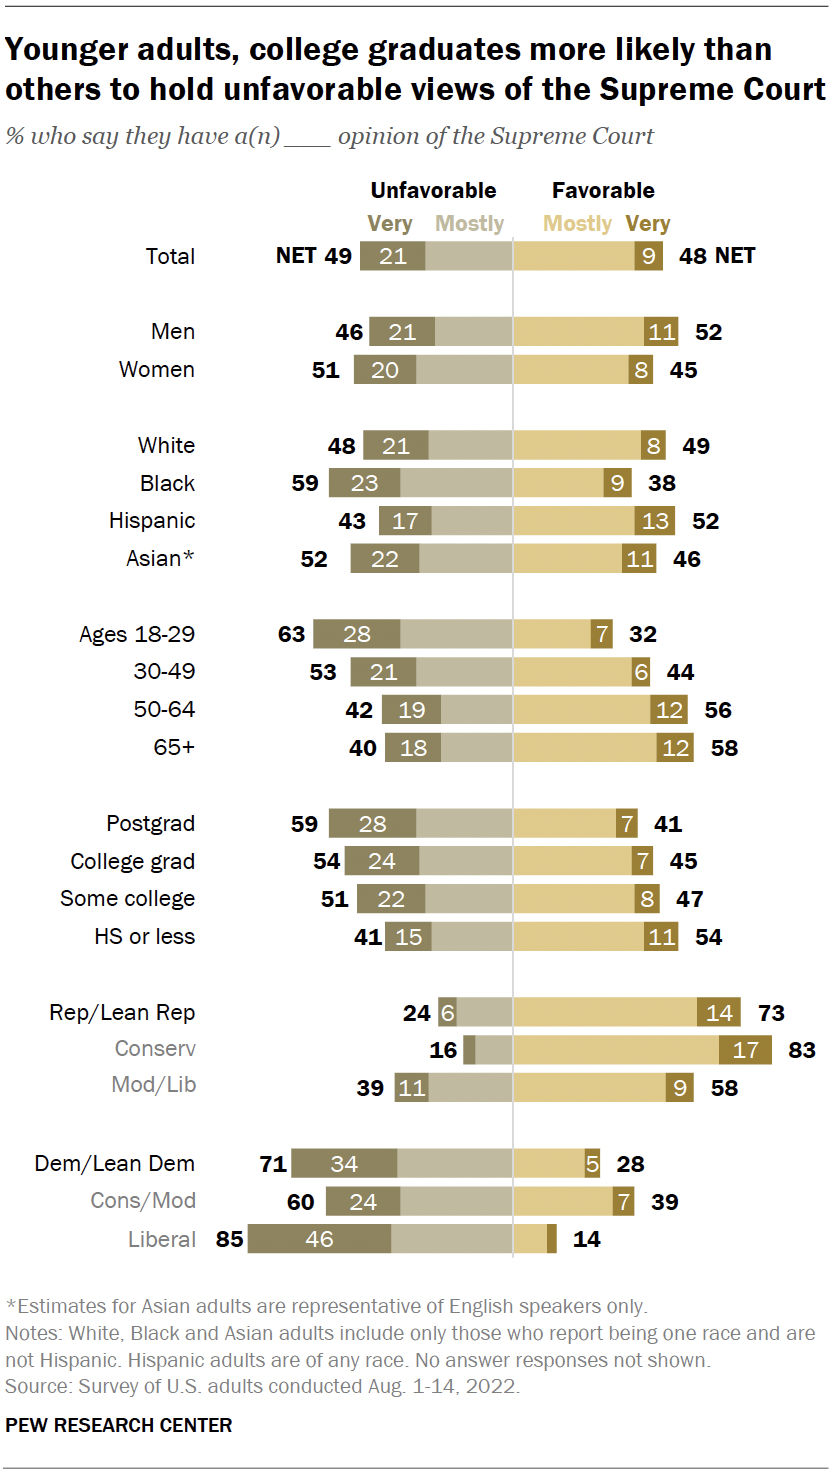 Younger adults, college graduates more likely than
others to hold unfavorable views of the Supreme Court
% who say they have a(n) ____ opinion of the Supreme Court
Unfavorable Favorable
Very Mostly Mostly Very
Total NET 49 21 9 48 NET
Men 46 21 11 52
Women 51 20 8 45
White 48 21 8 49
Black 59 23 9 38
Hispanic 43 17 13 52
Asian* 52 22 11 46
Ages 18-29 63 28 7 32
30-49 53 21 6 44
50-64 42 19 12 56
65+ 40 18 12 58
Postgrad 59 28 7 41
College grad 54 24 7 45
Some college 51 22 8 47
HS or less 41 15 11 54
Rep/Lean Rep 24 6 14 73
Conserv 16 17 83
Mod/Lib 39 11 9 58
Dem/Lean Dem 71 34 5 28
Cons/Mod 60 24 7 39
Liberal 85 46 14
*Estimates for Asian adults are representative of English speakers only.
Notes: White, Black and Asian adults include only those who report being one race and are
not Hispanic. Hispanic adults are of any race. No answer responses not shown.
Source: Survey of U.S. adults conducted Aug. 1-14, 2022.
PEW RESEARCH CENTER